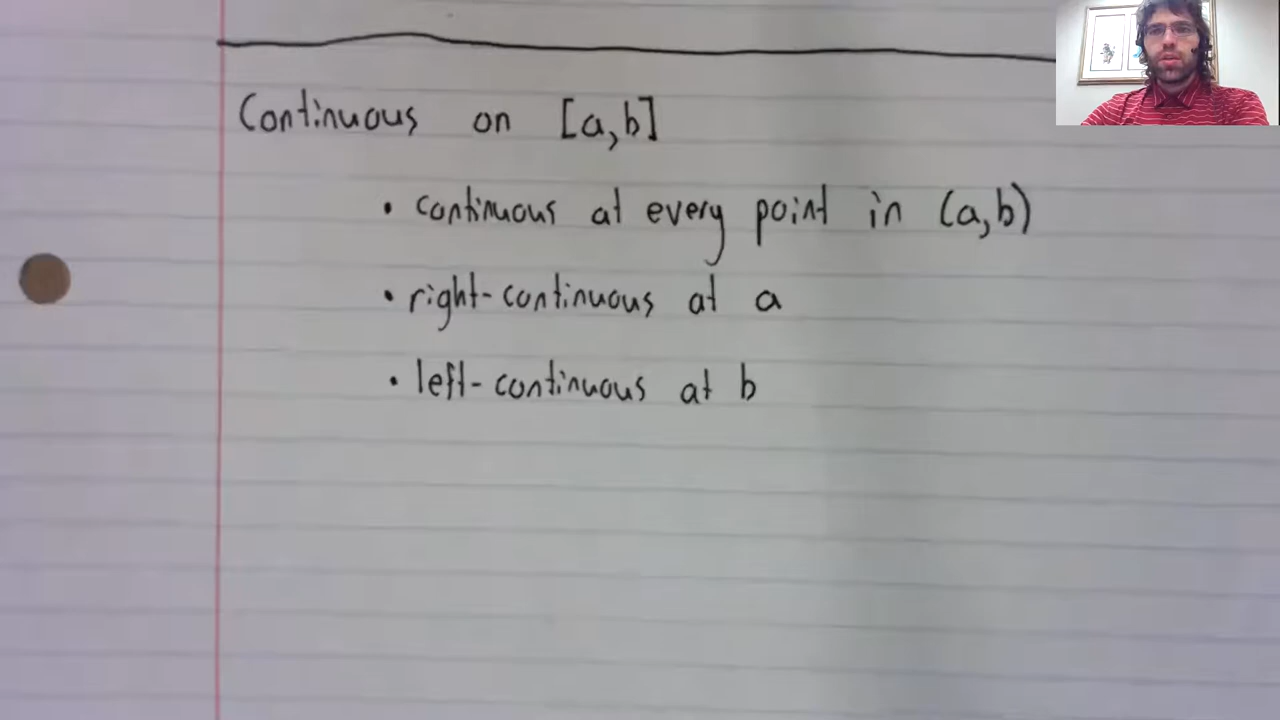 Continuous on [a,b]
• continuous at every point in (a,b)
• right-continuous at a
• left-continuous at b